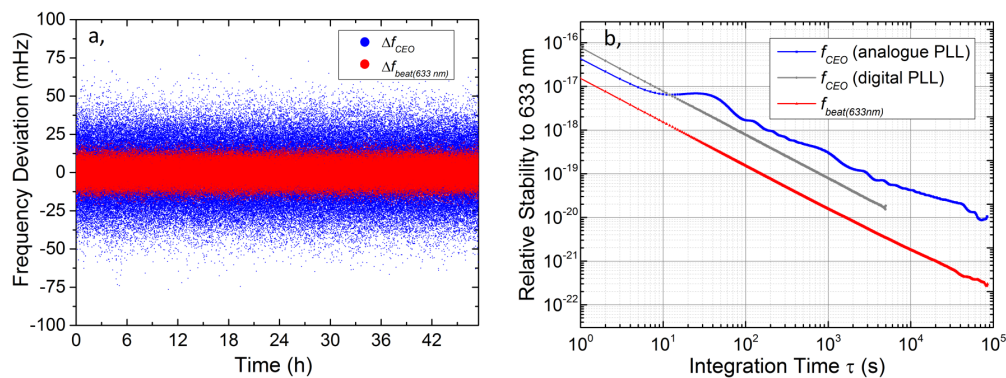 a,
Δf_CEO
Δf_beat(633 nm)
Frequency Deviation (mHz)
100
75
50
25
0
-25
-50
-75
-100
0 6 12 18 24 30 36 42
Time (h)
b,
f_CEO (analogue PLL)
f_CEO (digital PLL)
f_beat(633nm)
Relative Stability to 633 nm
10^-16
10^-17
10^-18
10^-19
10^-20
10^-21
10^-22
10^0 10^1 10^2 10^3 10^4 10^5
Integration Time τ (s)